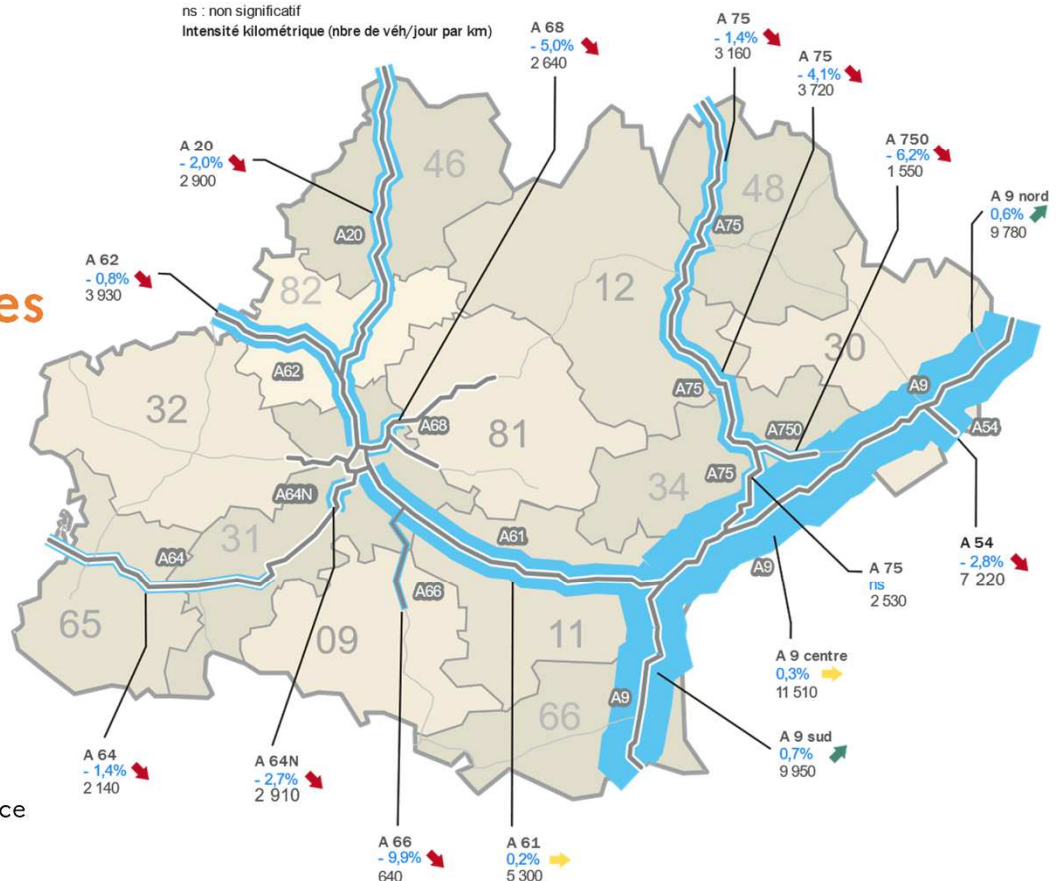 ns : non significatif
Intensité kilométrique (nbre de véh/jour par km)
A 68
- 5,0%
2 640
A 75
- 1,4%
3 160
A 75
- 4,1%
3 720
A 20
- 2,0%
2 900
A 750
- 6,2%
1 550
A 9 nord
0,6%
9 780
A 62
- 0,8%
3 930
es
46
48
A20
A75
82
12
30
A62
A75
A9
32
A68
81
A750
A54
A64N
A75
34
31
A61
A64
A9
A 54
- 2,8%
7 220
A 75
ns
2 530
A66
65
09
11
A 9 centre
0,3%
11 510
A9
66
A 9 sud
0,7%
9 950
A 64
- 1,4%
2 140
A 64N
- 2,7%
2 910
ce
A 66
- 9,9%
640
A 61
0,2%
5 300